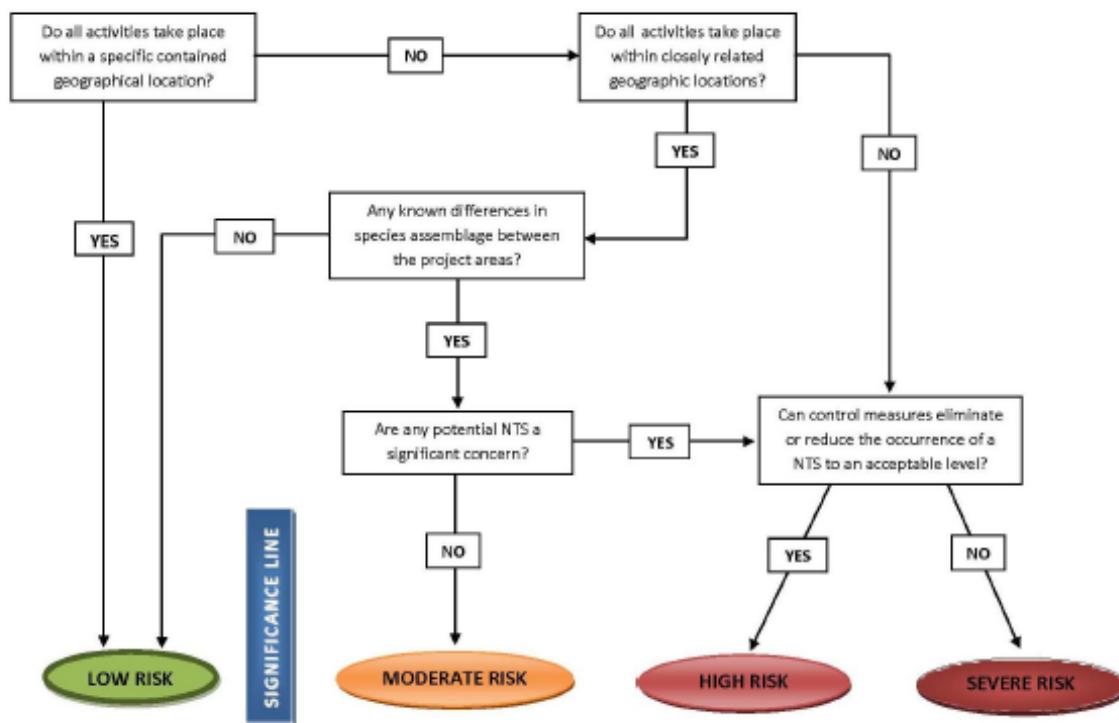 Do all activities take place
within a specific contained
geographical location?
NO
Do all activities take place
within closely related
geographic locations?
YES
NO
Any known differences in
species assemblage between
the project areas?
NO
YES
YES
Are any potential NTS a
significant concern?
YES
Can control measures eliminate
or reduce the occurrence of a
NTS to an acceptable level?
NO
YES
NO
SIGNIFICANCE LINE
LOW RISK
MODERATE RISK
HIGH RISK
SEVERE RISK